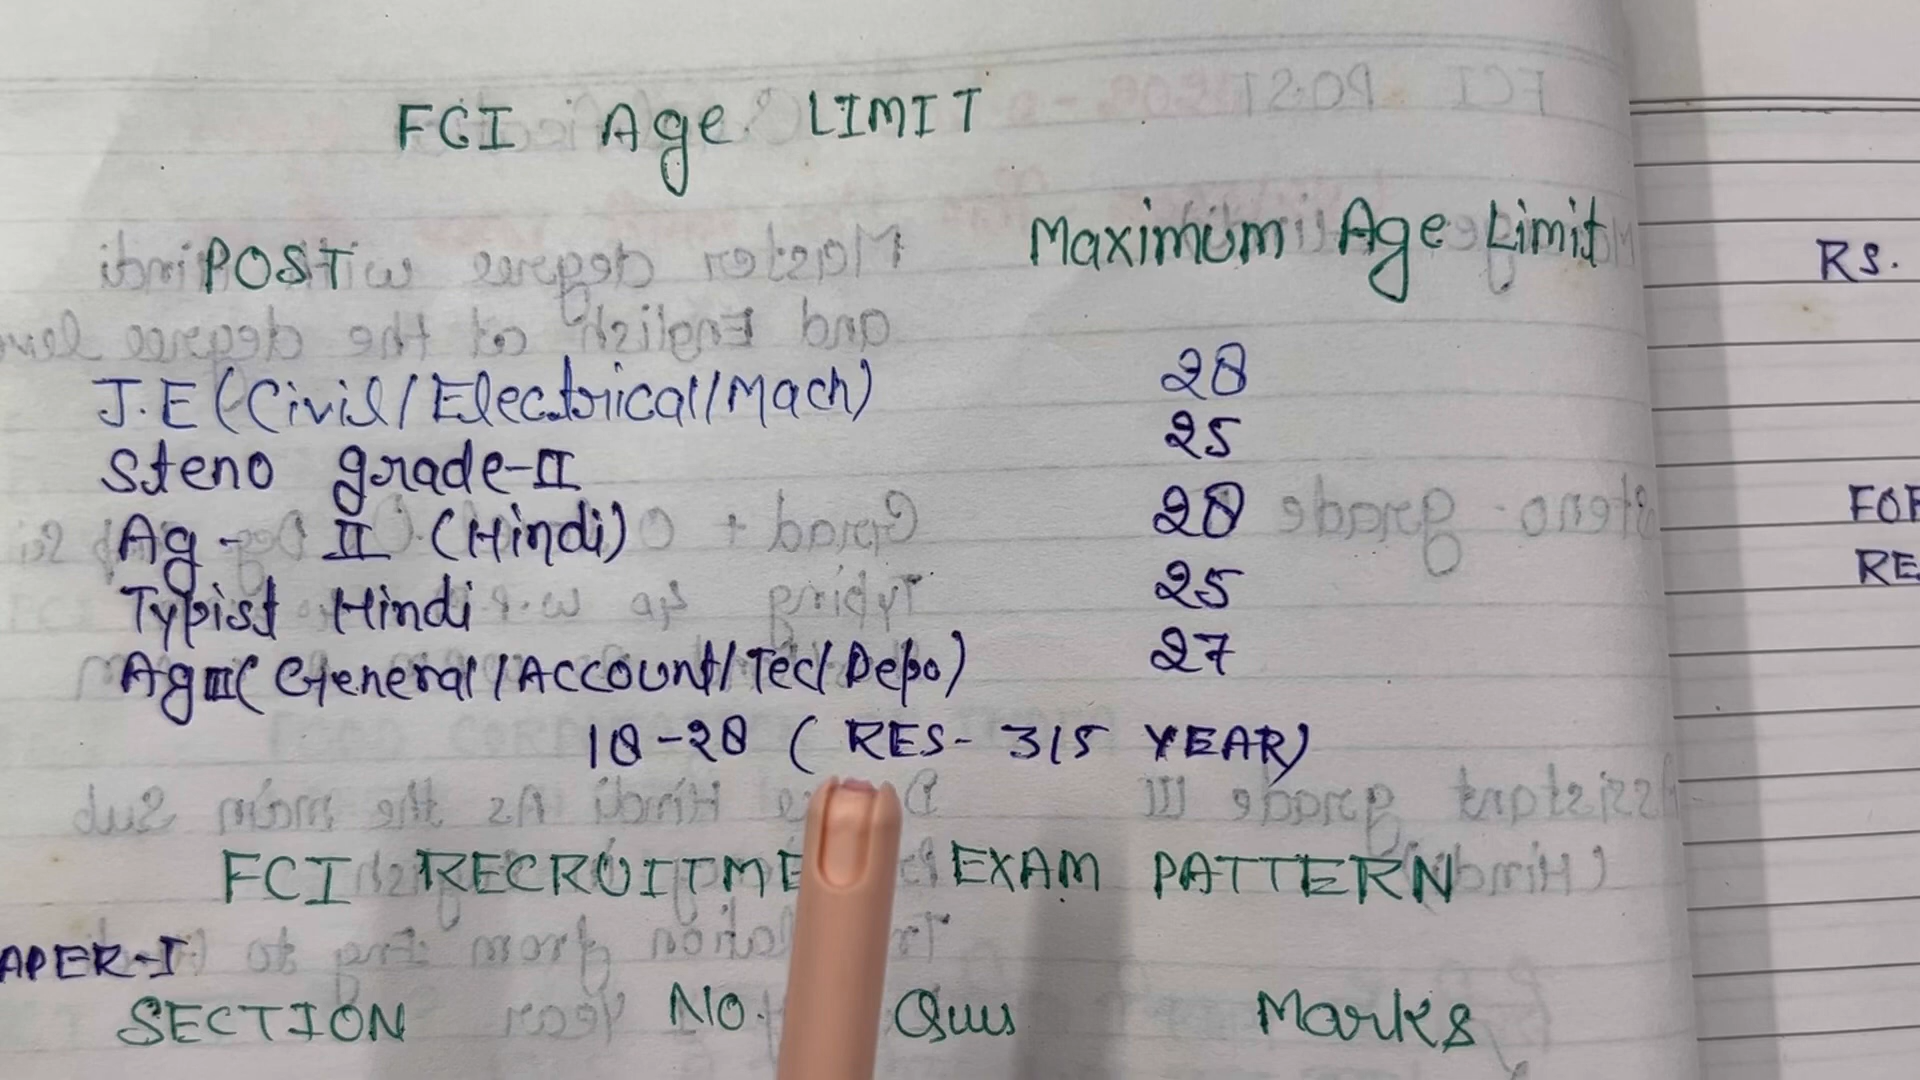 FCI Age LIMIT
POST Maximum Age Limit
J.E (Civil/Electrical/Mach) 28
Steno grade-II 25
Ag- II (Hindi) 28
Typist Hindi 25
Ag III (General/Account/Tec/Depo) 27
18-28 ( RES- 3/5 YEAR)
FCI RECRUITME EXAM PATTERN
APER-I
SECTION NO. Qus Marks
RS.
FOR
RE